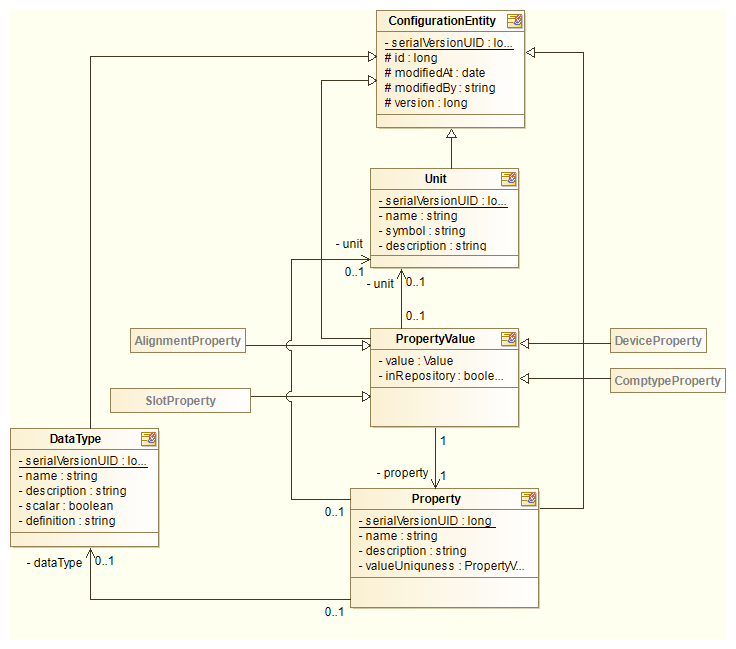 ConfigurationEntity
- serialVersionUID : lo...
# id : long
# modifiedAt : date
# modifiedBy : string
# version : long
Unit
- serialVersionUID : lo...
- name : string
- symbol : string
- description : string
- unit
0..1
- unit
0..1
0..1
AlignmentProperty
PropertyValue
- value : Value
- inRepository : boole...
DeviceProperty
ComptypeProperty
SlotProperty
DataType
- serialVersionUID : lo...
- name : string
- description : string
- scalar : boolean
- definition : string
1
- property
1
Property
- serialVersionUID : long
- name : string
- description : string
- valueUniquness : PropertyV...
0..1
- dataType
0..1
0..1